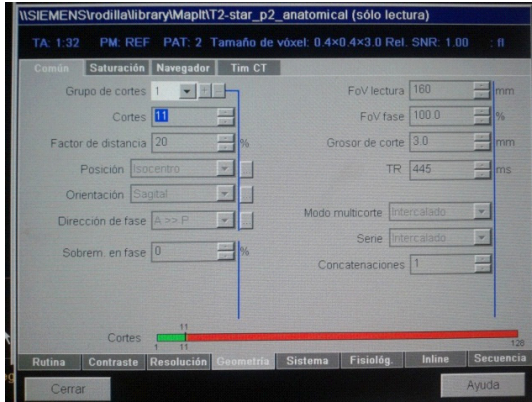 \\SIEMENS\rodilla\library\MapIt\T2-star_p2_anatomical (sólo lectura)
TA: 1:32 PM: REF PAT: 2 Tamaño de vóxel: 0.4×0.4×3.0 Rel. SNR: 1.00 : fl
Común Saturación Navegador Tim CT
Grupo de cortes 1 + -
Cortes 11
Factor de distancia 20 %
Posición Isocentro
Orientación Sagital
Dirección de fase A >> P
Sobrem. en fase 0 %
FoV lectura 160 mm
FoV fase 100.0 %
Grosor de corte 3.0 mm
TR 445 ms
Modo multicorte Intercalado
Serie Intercalado
Concatenaciones 1
11
Cortes
1 11 128
Rutina Contraste Resolución Geometría Sistema Fisiológ. Inline Secuencia
Cerrar Ayuda